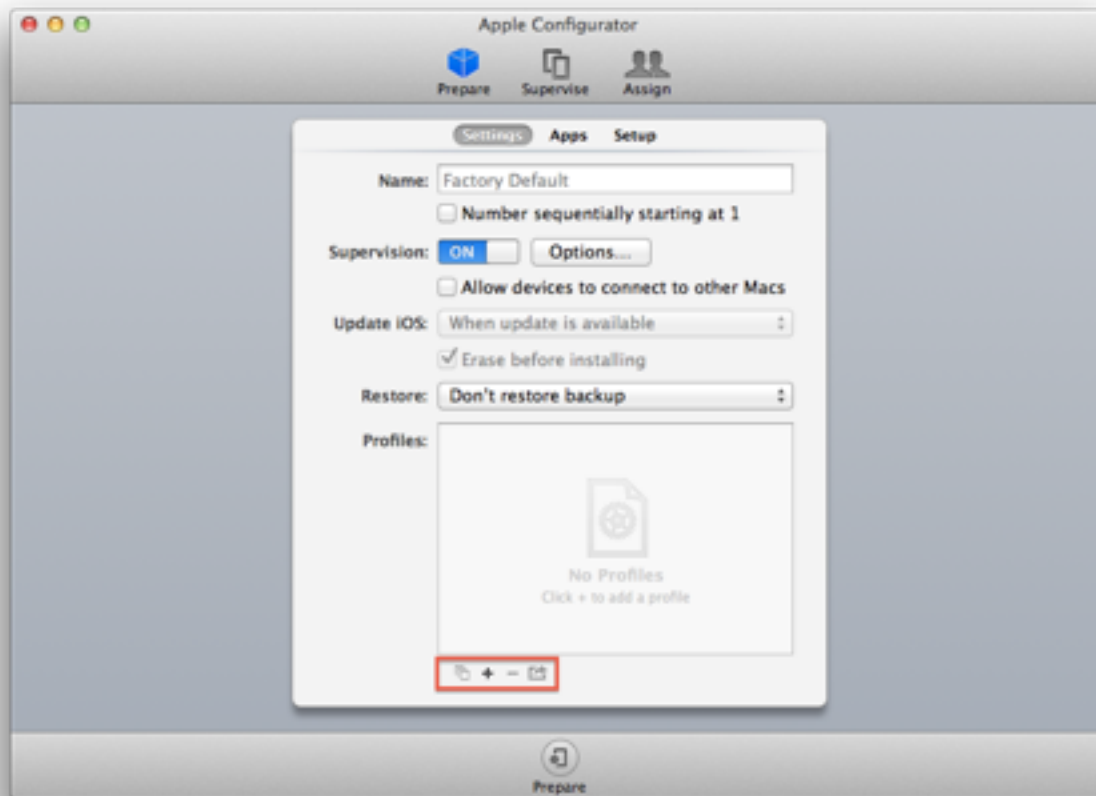 Apple Configurator
Prepare Supervise Assign
Settings Apps Setup
Name: Factory Default
Number sequentially starting at 1
Supervision: ON Options....
Allow devices to connect to other Macs
Update iOS: When update is available
Erase before installing
Restore: Don't restore backup
Profiles:
No Profiles
Click + to add a profile
Prepare